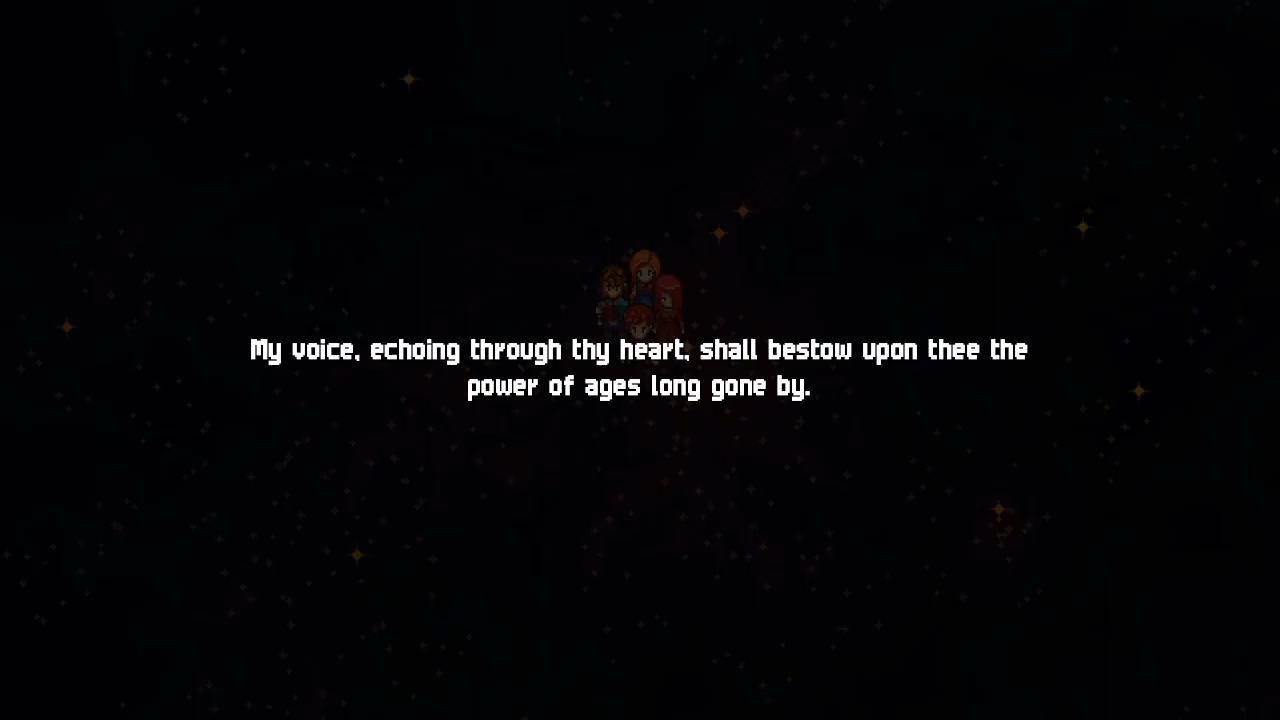 My voice, echoing through thy heart, shall bestow upon thee the
power of ages long gone by.